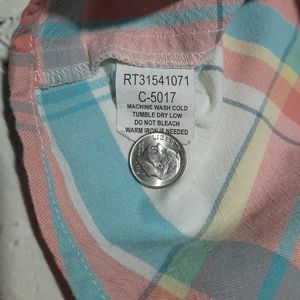 RT31541071
C-5017
MACHINE WASH COLD
TUMBLE DRY LOW
DO NOT BLEACH
WARM IRON IF NEEDED